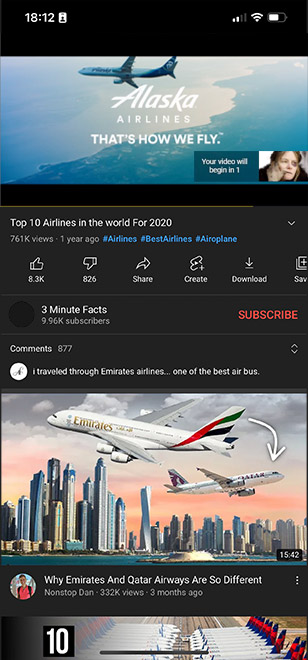 18:12
Alaska
AIRLINES
THAT'S HOW WE FLY.™
Your video will
begin in 1
Top 10 Airlines in the world For 2020
761K views · 1 year ago #Airlines #BestAirlines #Airoplane
8.3K 826 Share Create Download Sav
3 Minute Facts
9.96K subscribers
SUBSCRIBE
Comments 877
i traveled through Emirates airlines... one of the best air bus.
Emirates
QATAR
15:42
Why Emirates And Qatar Airways Are So Different
Nonstop Dan · 332K views · 3 months ago
10